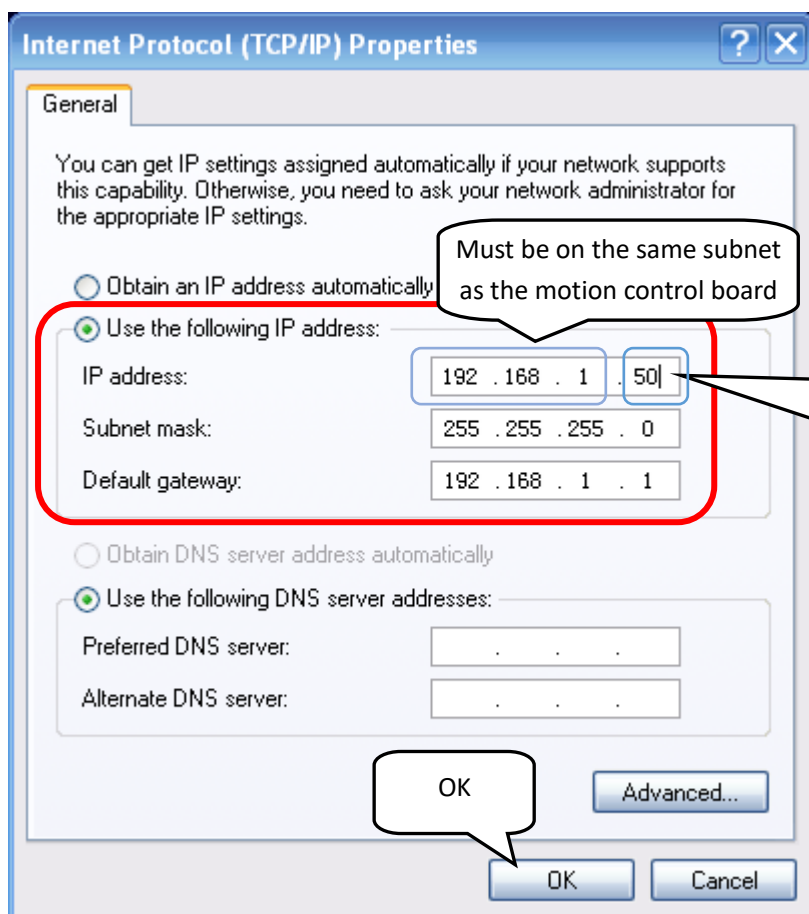 Internet Protocol (TCP/IP) Properties
General
You can get IP settings assigned automatically if your network supports
this capability. Otherwise, you need to ask your network administrator for
the appropriate IP settings.
Must be on the same subnet
as the motion control board
Obtain an IP address automatically
Use the following IP address:
IP address: 192 . 168 . 1 . 50
Subnet mask: 255 . 255 . 255 . 0
Default gateway: 192 . 168 . 1 . 1
Obtain DNS server address automatically
Use the following DNS server addresses:
Preferred DNS server: . . .
Alternate DNS server: . . .
OK
Advanced...
OK Cancel